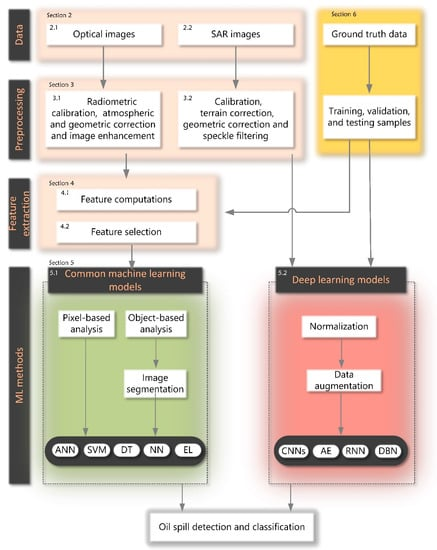 Data
Section 2
2.1
Optical images
2.2
SAR images
Section 6
Ground truth data
Preprocessing
Section 3
3.1
Radiometric
calibration, atmospheric
and geometric correction
and image enhancement
3.2
Calibration,
terrain correction,
geometric correction and
speckle filtering
Training, validation,
and testing samples
Feature
extraction
Section 4
4.1
Feature computations
4.2
Feature selection
ML methods
Section 5
5.1
Common machine learning
models
5.2
Deep learning models
Pixel-based
analysis
Object-based
analysis
Image
segmentation
ANN
SVM
DT
NN
EL
Normalization
Data
augmentation
CNNs
AE
RNN
DBN
Oil spill detection and classification